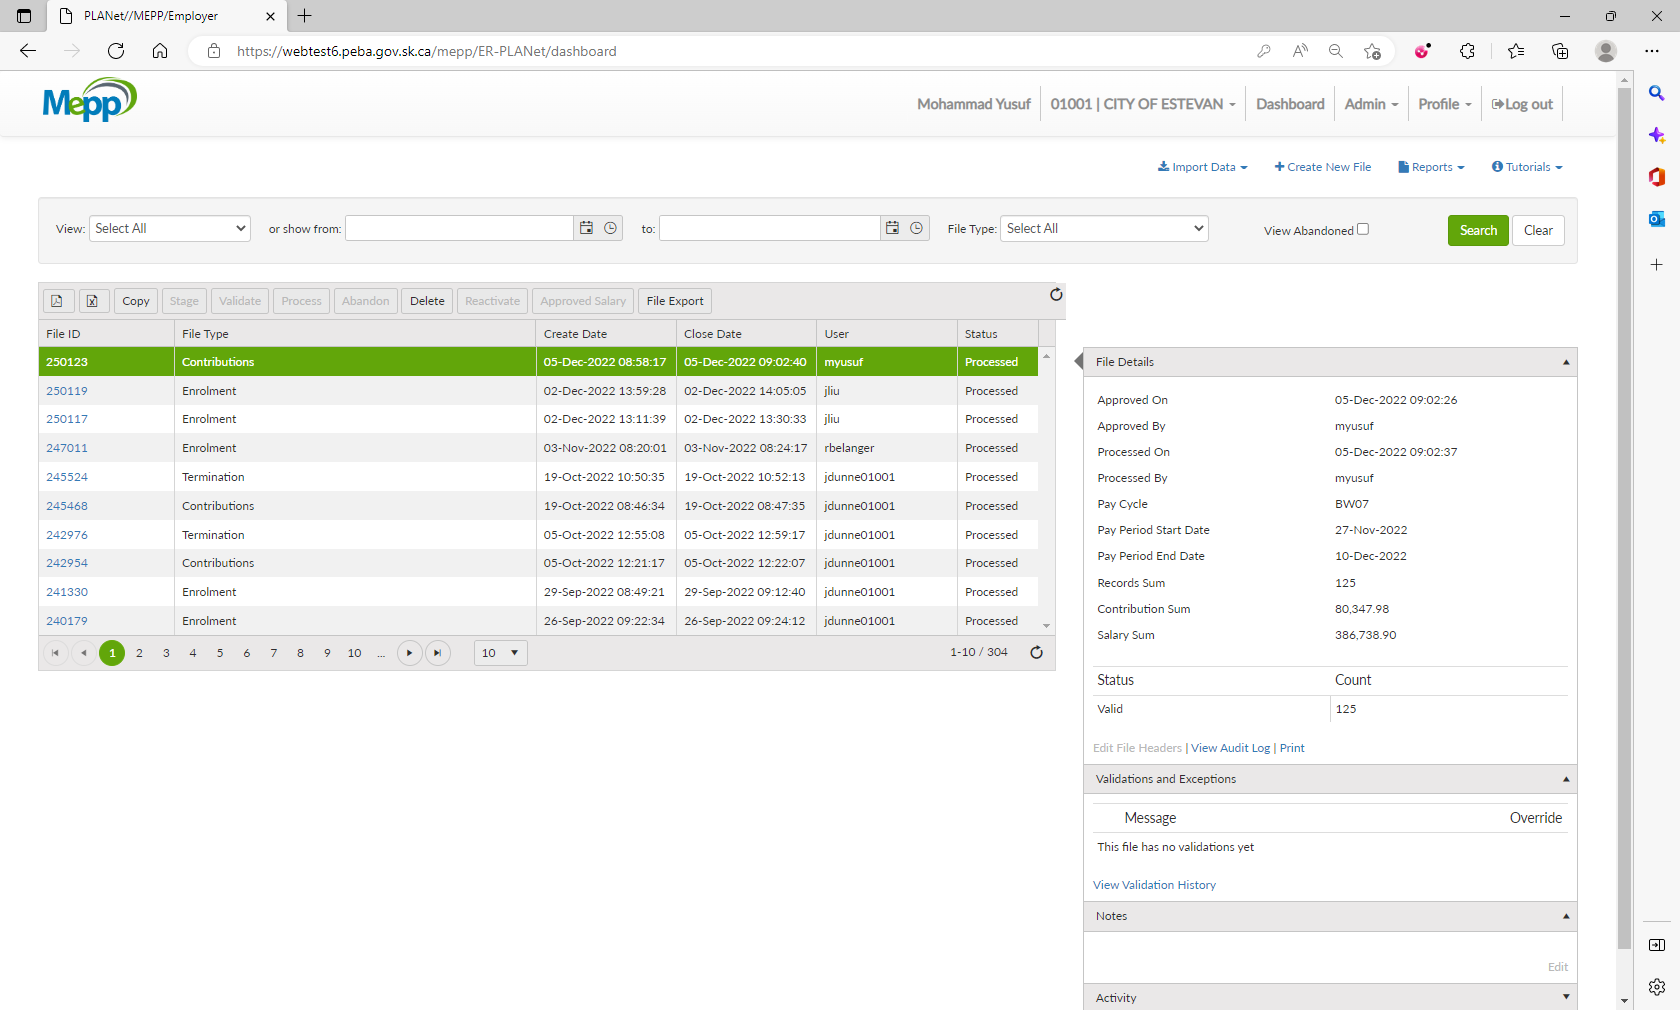 PLANet//MEPP/Employer
https://webtest6.peba.gov.sk.ca/mepp/ER-PLANet/dashboard
Mepp
Mohammad Yusuf 01001 | CITY OF ESTEVAN Dashboard Admin Profile Log out
Import Data Create New File Reports Tutorials
View: Select All or show from: to: File Type: Select All View Abandoned Search Clear
Copy Stage Validate Process Abandon Delete Reactivate Approved Salary File Export
File ID File Type Create Date Close Date User Status
250123 Contributions 05-Dec-2022 08:58:17 05-Dec-2022 09:02:40 myusuf Processed
250119 Enrolment 02-Dec-2022 13:59:28 02-Dec-2022 14:05:05 jliu Processed
250117 Enrolment 02-Dec-2022 13:11:39 02-Dec-2022 13:30:33 jliu Processed
247011 Enrolment 03-Nov-2022 08:20:01 03-Nov-2022 08:24:17 rbelanger Processed
245524 Termination 19-Oct-2022 10:50:35 19-Oct-2022 10:52:13 jdunne01001 Processed
245468 Contributions 19-Oct-2022 08:46:34 19-Oct-2022 08:47:35 jdunne01001 Processed
242976 Termination 05-Oct-2022 12:55:08 05-Oct-2022 12:59:17 jdunne01001 Processed
242954 Contributions 05-Oct-2022 12:21:17 05-Oct-2022 12:22:07 jdunne01001 Processed
241330 Enrolment 29-Sep-2022 08:49:21 29-Sep-2022 09:12:40 jdunne01001 Processed
240179 Enrolment 26-Sep-2022 09:22:34 26-Sep-2022 09:24:12 jdunne01001 Processed
1 2 3 4 5 6 7 8 9 10 ... 10 1-10 / 304
File Details
Approved On 05-Dec-2022 09:02:26
Approved By myusuf
Processed On 05-Dec-2022 09:02:37
Processed By myusuf
Pay Cycle BW07
Pay Period Start Date 27-Nov-2022
Pay Period End Date 10-Dec-2022
Records Sum 125
Contribution Sum 80,347.98
Salary Sum 386,738.90
Status Count
Valid 125
Edit File Headers | View Audit Log | Print
Validations and Exceptions
Message Override
This file has no validations yet
View Validation History
Notes
Edit
Activity